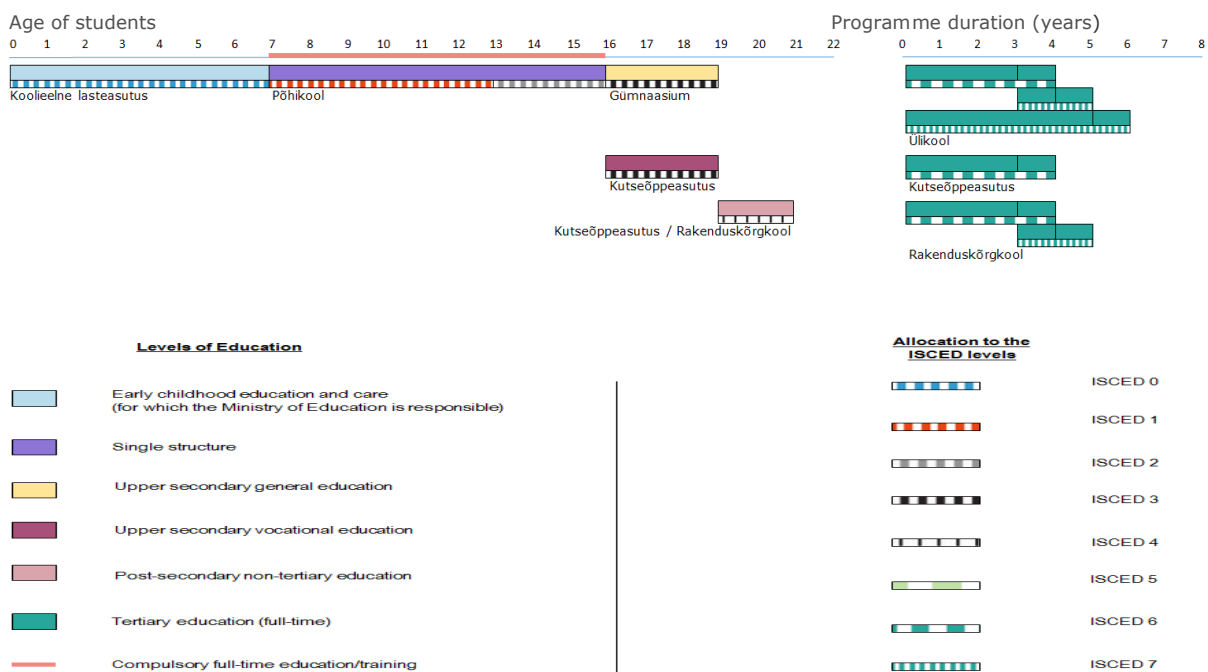 Age of students
Programme duration (years)
0 1 2 3 4 5 6 7 8 9 10 11 12 13 14 15 16 17 18 19 20 21 22
0 1 2 3 4 5 6 7 8
Koolieelne lasteasutus
Põhikool
Gümnaasium
Ülikool
Kutseõppeasutus
Kutseõppeasutus
Kutseõppeasutus / Rakenduskõrgkool
Rakenduskõrgkool
Levels of Education
Early childhood education and care
(for which the Ministry of Education is responsible)
Single structure
Upper secondary general education
Upper secondary vocational education
Post-secondary non-tertiary education
Tertiary education (full-time)
Compulsory full-time education/training
Allocation to the
ISCED levels
ISCED 0
ISCED 1
ISCED 2
ISCED 3
ISCED 4
ISCED 5
ISCED 6
ISCED 7